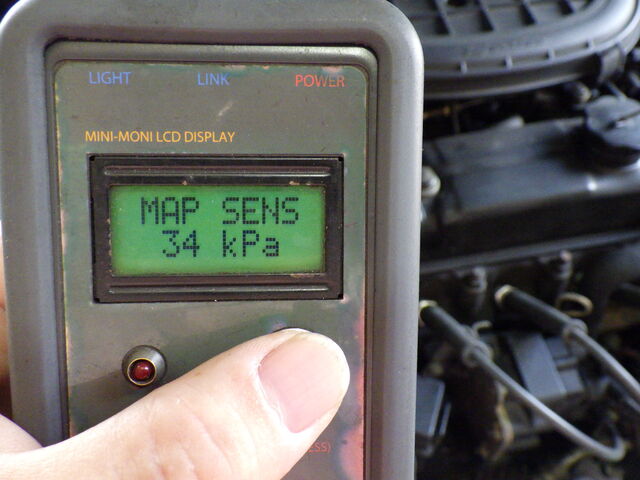 LIGHT LINK POWER
MINI-MONI LCD DISPLAY
MAP SENS
34 kPa